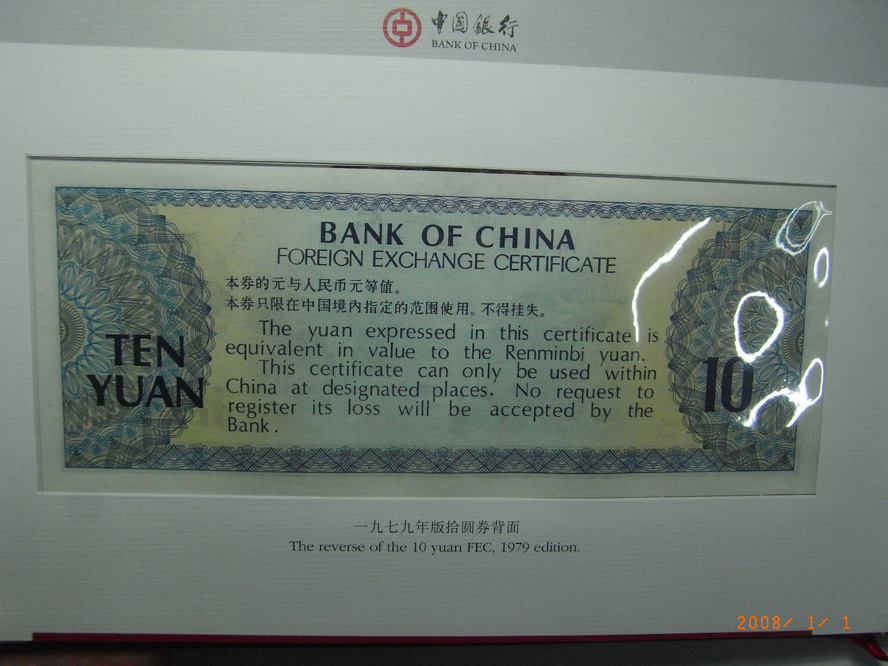 中国银行
BANK OF CHINA
BANK OF CHINA
FOREIGN EXCHANGE CERTIFICATE
本券的元与人民币元等值。
本券只限在中国境内指定的范围使用。不得挂失。
The yuan expressed in this certificate is
equivalent in value to the Renminbi yuan.
This certificate can only be used within
China at designated places. No request to
register its loss will be accepted by the
Bank.
TEN
YUAN
10
一九七九年版拾圆券背面
The reverse of the 10 yuan FEC, 1979 edition.
2008/ 1/ 1